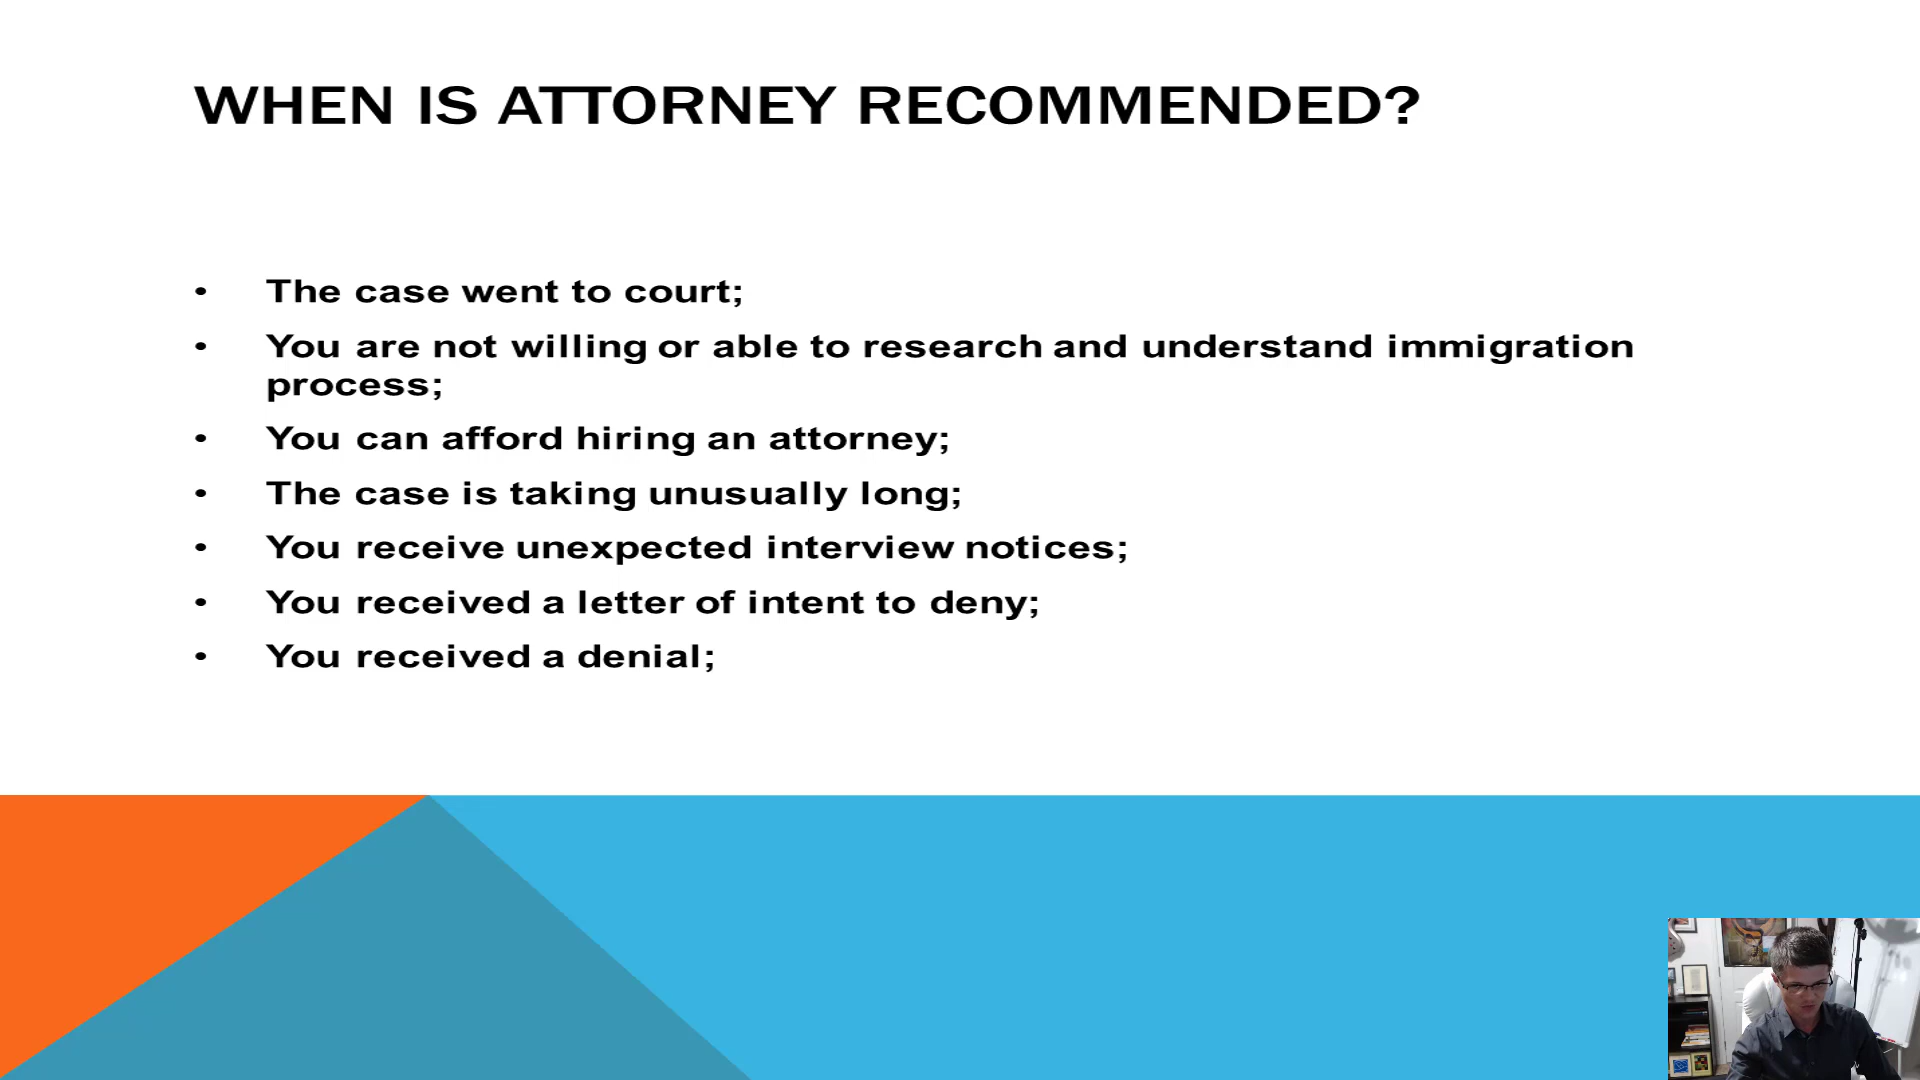 WHEN IS ATTORNEY RECOMMENDED?
• The case went to court;
• You are not willing or able to research and understand immigration
process;
• You can afford hiring an attorney;
• The case is taking unusually long;
• You receive unexpected interview notices;
• You received a letter of intent to deny;
• You received a denial;